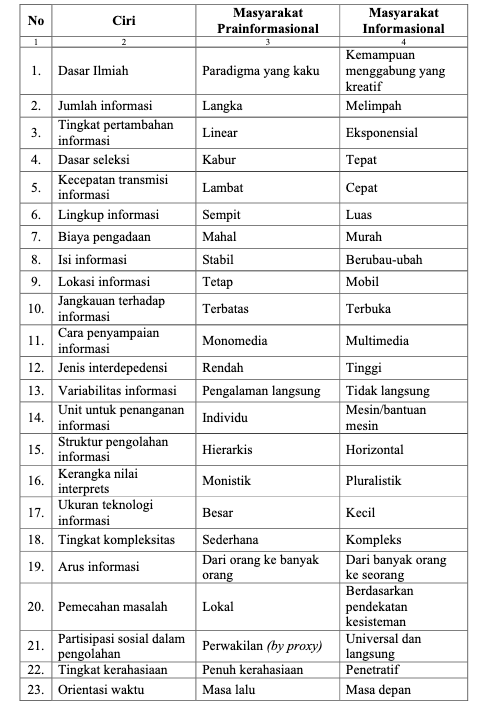 No Ciri Masyarakat Prainformasional Masyarakat Informasional
1 2 3 4
1. Dasar Ilmiah Paradigma yang kaku Kemampuan menggabung yang kreatif
2. Jumlah informasi Langka Melimpah
3. Tingkat pertambahan informasi Linear Eksponensial
4. Dasar seleksi Kabur Tepat
5. Kecepatan transmisi informasi Lambat Cepat
6. Lingkup informasi Sempit Luas
7. Biaya pengadaan Mahal Murah
8. Isi informasi Stabil Berubau-ubah
9. Lokasi informasi Tetap Mobil
10. Jangkauan terhadap informasi Terbatas Terbuka
11. Cara penyampaian informasi Monomedia Multimedia
12. Jenis interdepedensi Rendah Tinggi
13. Variabilitas informasi Pengalaman langsung Tidak langsung
14. Unit untuk penanganan informasi Individu Mesin/bantuan mesin
15. Struktur pengolahan informasi Hierarkis Horizontal
16. Kerangka nilai interprets Monistik Pluralistik
17. Ukuran teknologi informasi Besar Kecil
18. Tingkat kompleksitas Sederhana Kompleks
19. Arus informasi Dari orang ke banyak orang Dari banyak orang ke seorang
20. Pemecahan masalah Lokal Berdasarkan pendekatan kesisteman
21. Partisipasi sosial dalam pengolahan Perwakilan (by proxy) Universal dan langsung
22. Tingkat kerahasiaan Penuh kerahasiaan Penetratif
23. Orientasi waktu Masa lalu Masa depan